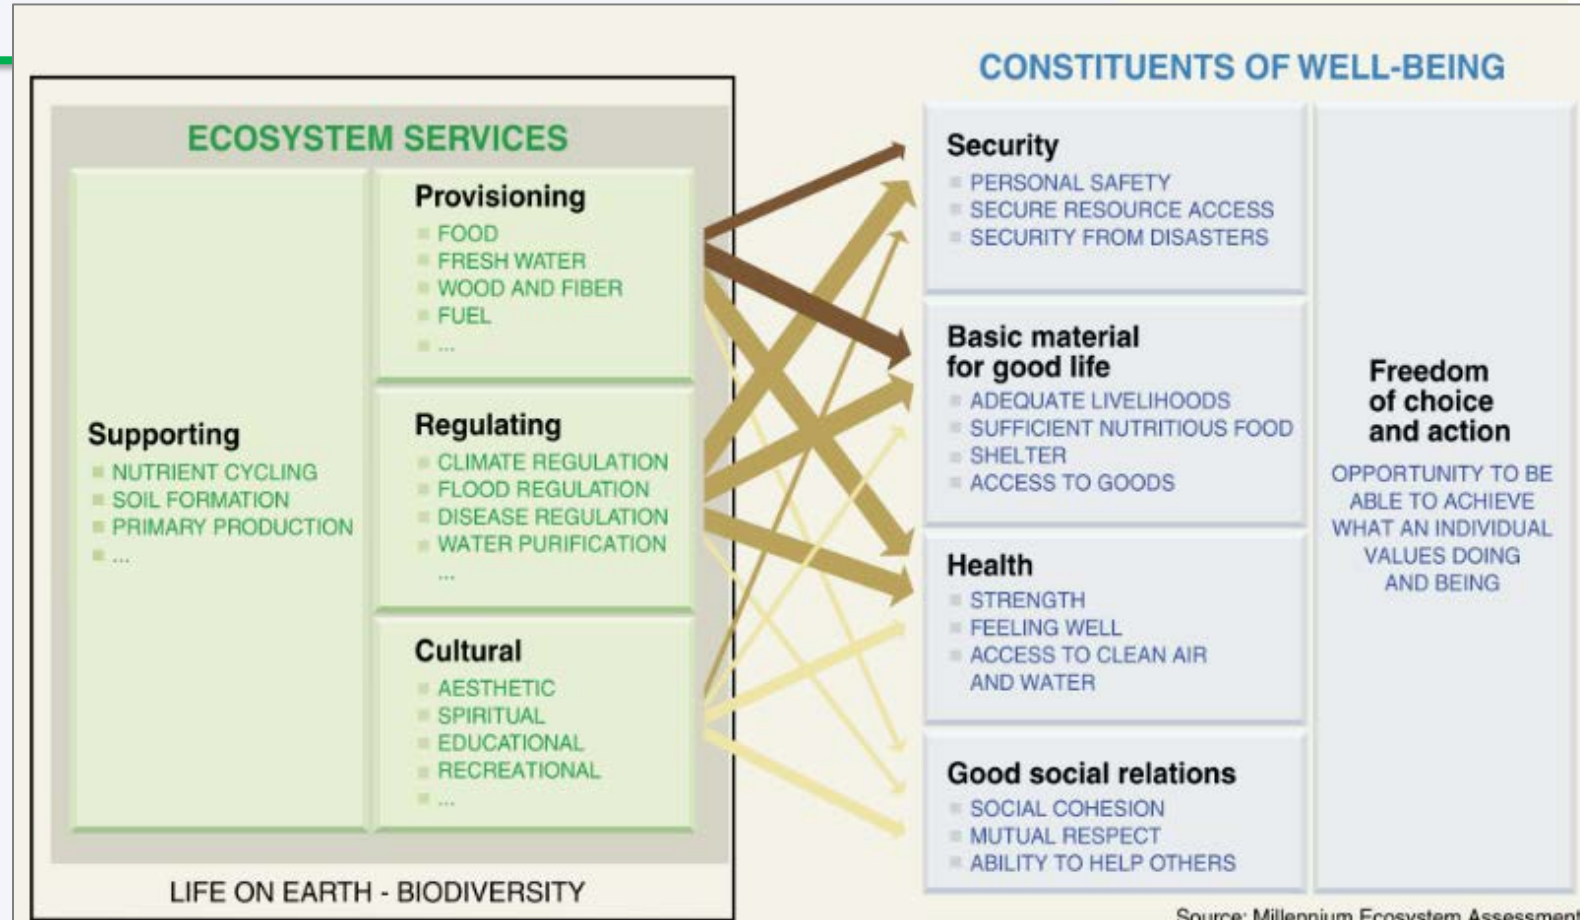 CONSTITUENTS OF WELL-BEING
ECOSYSTEM SERVICES
Supporting
NUTRIENT CYCLING
SOIL FORMATION
PRIMARY PRODUCTION
...
Provisioning
FOOD
FRESH WATER
WOOD AND FIBER
FUEL
...
Regulating
CLIMATE REGULATION
FLOOD REGULATION
DISEASE REGULATION
WATER PURIFICATION
...
Cultural
AESTHETIC
SPIRITUAL
EDUCATIONAL
RECREATIONAL
...
LIFE ON EARTH - BIODIVERSITY
Security
PERSONAL SAFETY
SECURE RESOURCE ACCESS
SECURITY FROM DISASTERS
Basic material
for good life
ADEQUATE LIVELIHOODS
SUFFICIENT NUTRITIOUS FOOD
SHELTER
ACCESS TO GOODS
Health
STRENGTH
FEELING WELL
ACCESS TO CLEAN AIR
AND WATER
Good social relations
SOCIAL COHESION
MUTUAL RESPECT
ABILITY TO HELP OTHERS
Freedom
of choice
and action
OPPORTUNITY TO BE
ABLE TO ACHIEVE
WHAT AN INDIVIDUAL
VALUES DOING
AND BEING
Source: Millennium Ecosystem Assessment